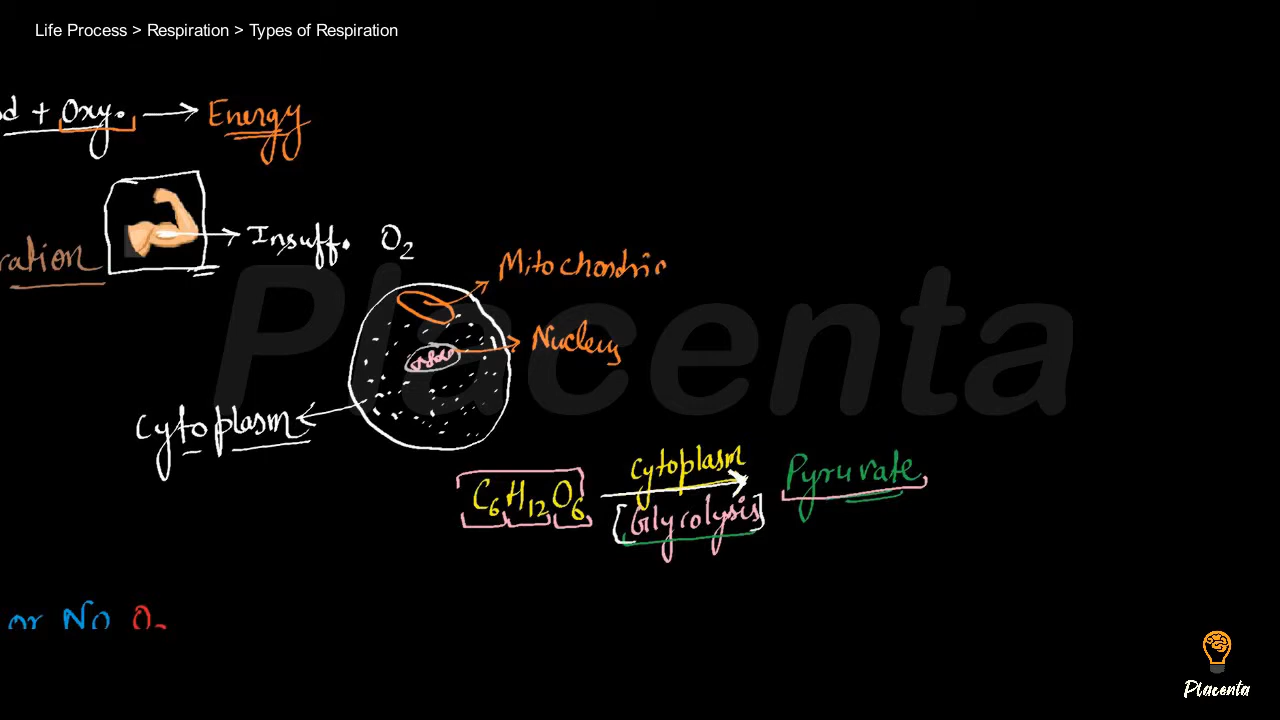 Life Process > Respiration > Types of Respiration
d + Oxy. → Energy
Insuff. O2
ration
Mitochondria
Nucleus
Cytoplasm
Cytoplasm
C6H12O6 → Pyruvate
[Glycolysis]
or No O2
Placenta
Placenta